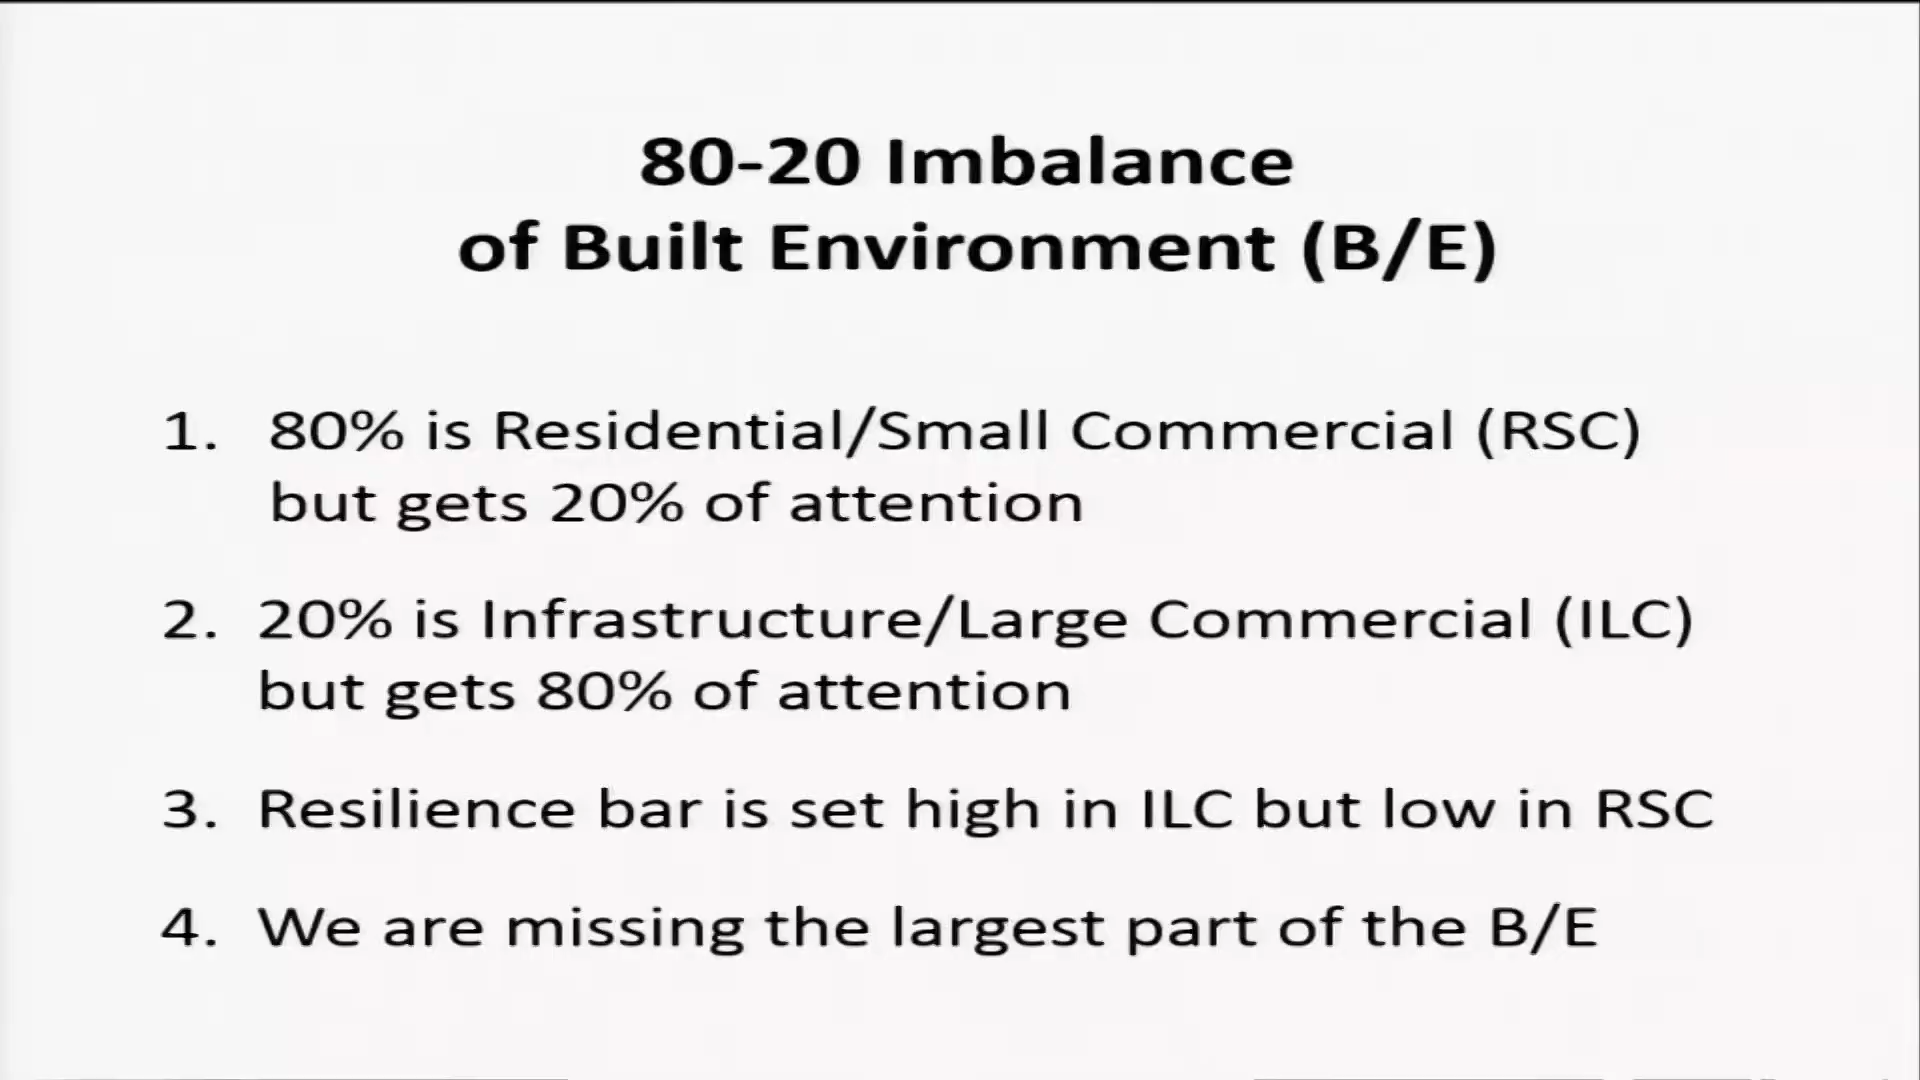 80-20 Imbalance
of Built Environment (B/E)
1. 80% is Residential/Small Commercial (RSC)
but gets 20% of attention
2. 20% is Infrastructure/Large Commercial (ILC)
but gets 80% of attention
3. Resilience bar is set high in ILC but low in RSC
4. We are missing the largest part of the B/E